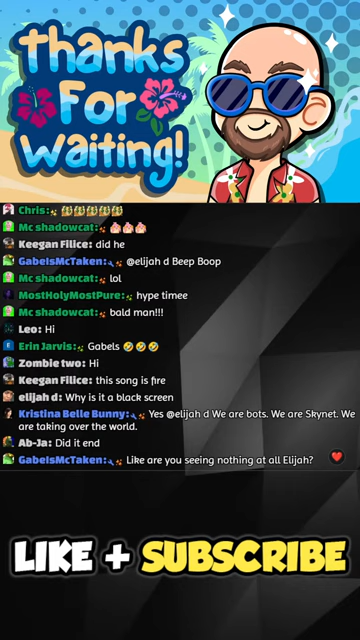 Thanks
For
Waiting!
Chris:
Mc shadowcat:
Keegan Filice: did he
GabeIsMcTaken: @elijah d Beep Boop
Mc shadowcat: lol
MostHolyMostPure: hype timee
Mc shadowcat: bald man!!!
Leo: Hi
Erin Jarvis: Gabels 🤣🤣🤣
Zombie two: Hi
Keegan Filice: this song is fire
elijah d: Why is it a black screen
Kristina Belle Bunny: Yes @elijah d We are bots. We are Skynet. We
are taking over the world.
Ab-Ja: Did it end
GabeIsMcTaken: Like are you seeing nothing at all Elijah?
LIKE + SUBSCRIBE